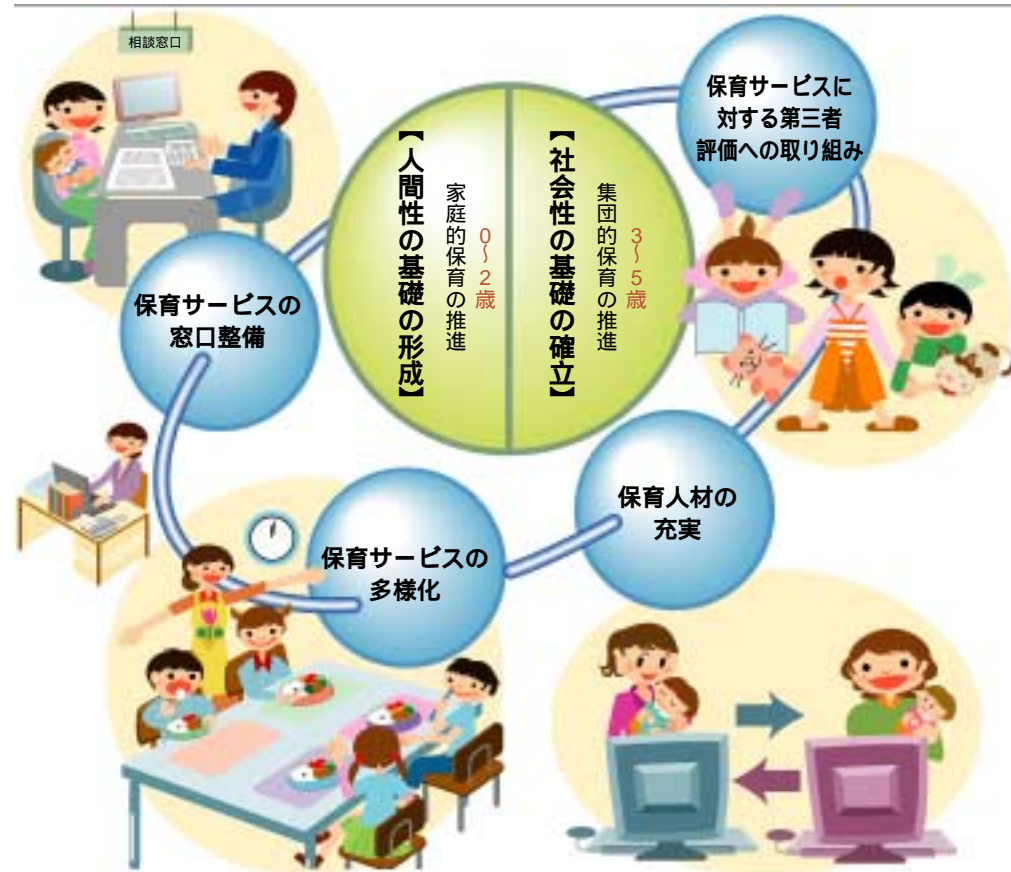 相談窓口
保育サービスに
対する第三者
評価への取り組み
【社会性の基礎の確立】
集団的保育の推進
3~5歳
【人間性の基礎の形成】
家庭的保育の推進
0~2歳
保育サービスの
窓口整備
保育人材の
充実
保育サービスの
多様化